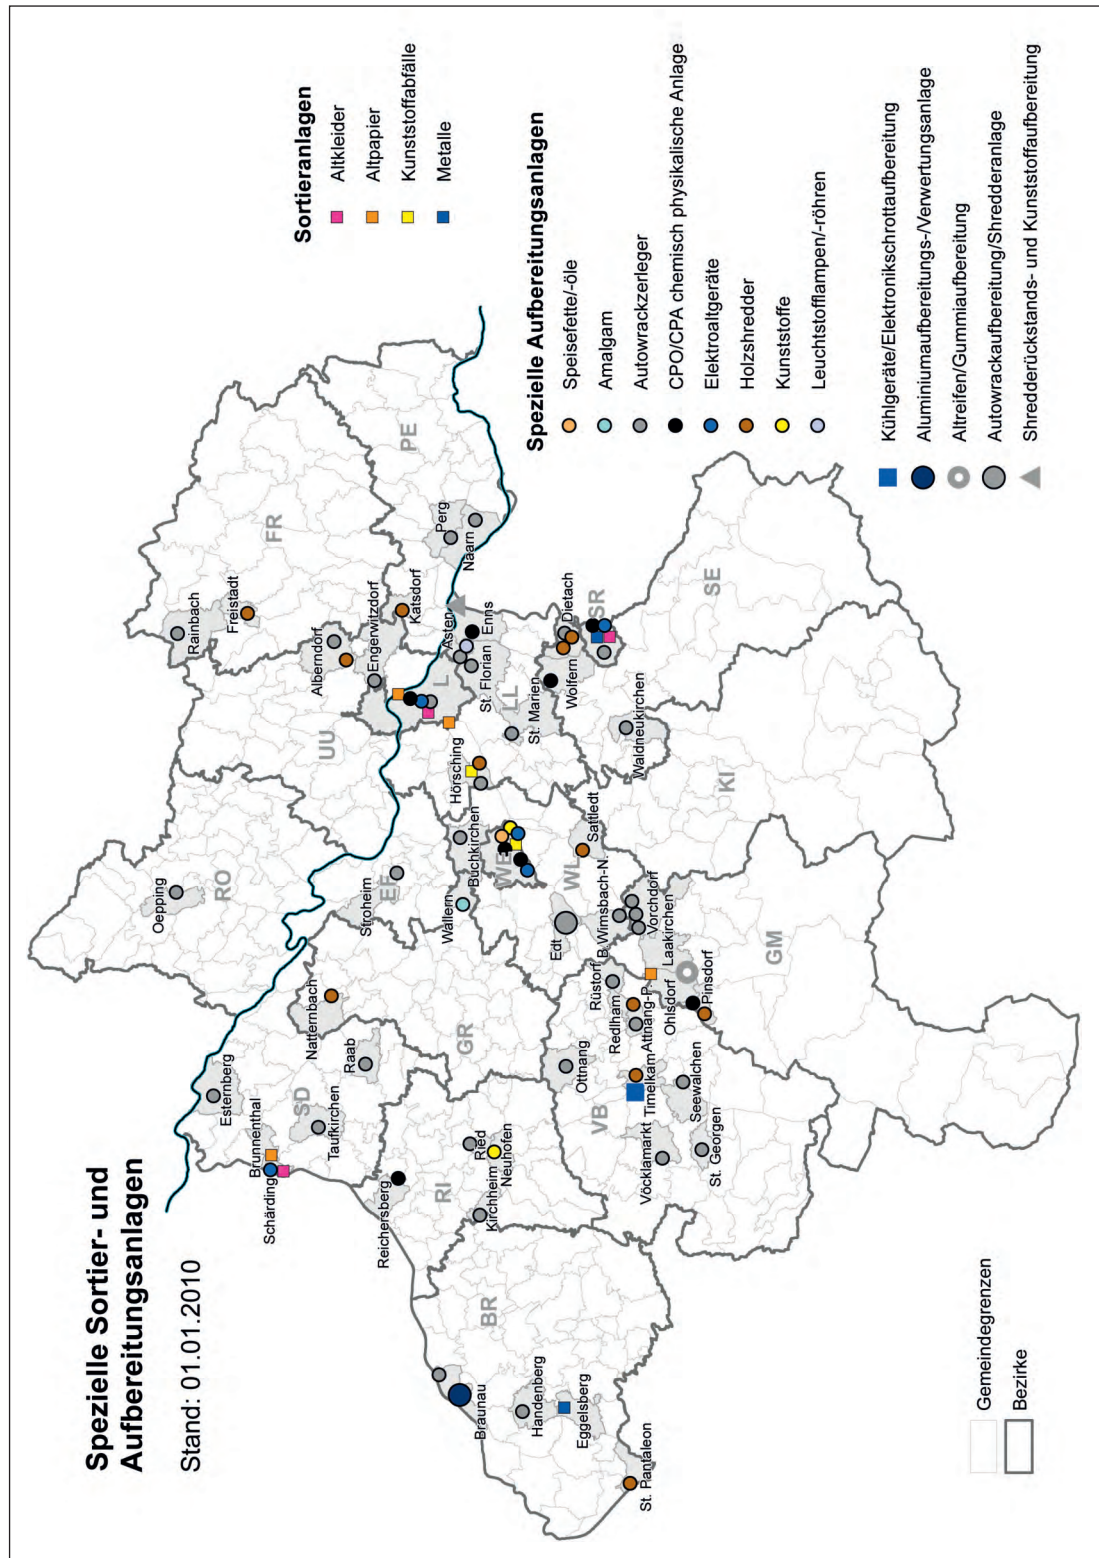 Spezielle Sortier- und
Aufbereitungsanlagen
Stand: 01.01.2010
Sortieranlagen
Altkleider
Altpapier
Kunststoffabfälle
Metalle
Spezielle Aufbereitungsanlagen
Speisefette/-öle
Amalgam
Autowrackzerleger
CPO/CPA chemisch physikalische Anlage
Elektroaltgeräte
Holzshredder
Kunststoffe
Leuchtstofflampen/-röhren
Kühlgeräte/Elektronikschrottaufbereitung
Aluminiumaufbereitungs-/Verwertungsanlage
Altreifen/Gummiaufbereitung
Autowrackaufbereitung/Shredderanlage
Shredderrückstands- und Kunststoffaufbereitung
Gemeindegrenzen
Bezirke
Oepping
RO
Rainbach
Freistadt
FR
Alberndorf
UU
Engerwitzdorf
Katsdorf
PE
Perg
Naarn
Esternberg
Brunnenthal
Schärding
SD
Taufkirchen
Raab
Natternbach
GR
Stroheim
EF
Wallern
Buchkirchen
Hörsching
L
Asten
Enns
St. Florian
LL
St. Marien
Wolfern
Dietach
SR
SE
Waldneukirchen
KI
WE
WL
Sattledt
Edt
B.Wimsbach-N.
Vorchdorf
Laakirchen
GM
Ohlsdorf
Pinsdorf
Rüstorf
Redlham
Attnang-P.
Timelkam
Ottnang
VB
Seewalchen
Vöcklamarkt
St. Georgen
Reichersberg
RI
Ried
Neuhofen
Kirchheim
BR
Braunau
Handenberg
Eggelsberg
St. Pantaleon